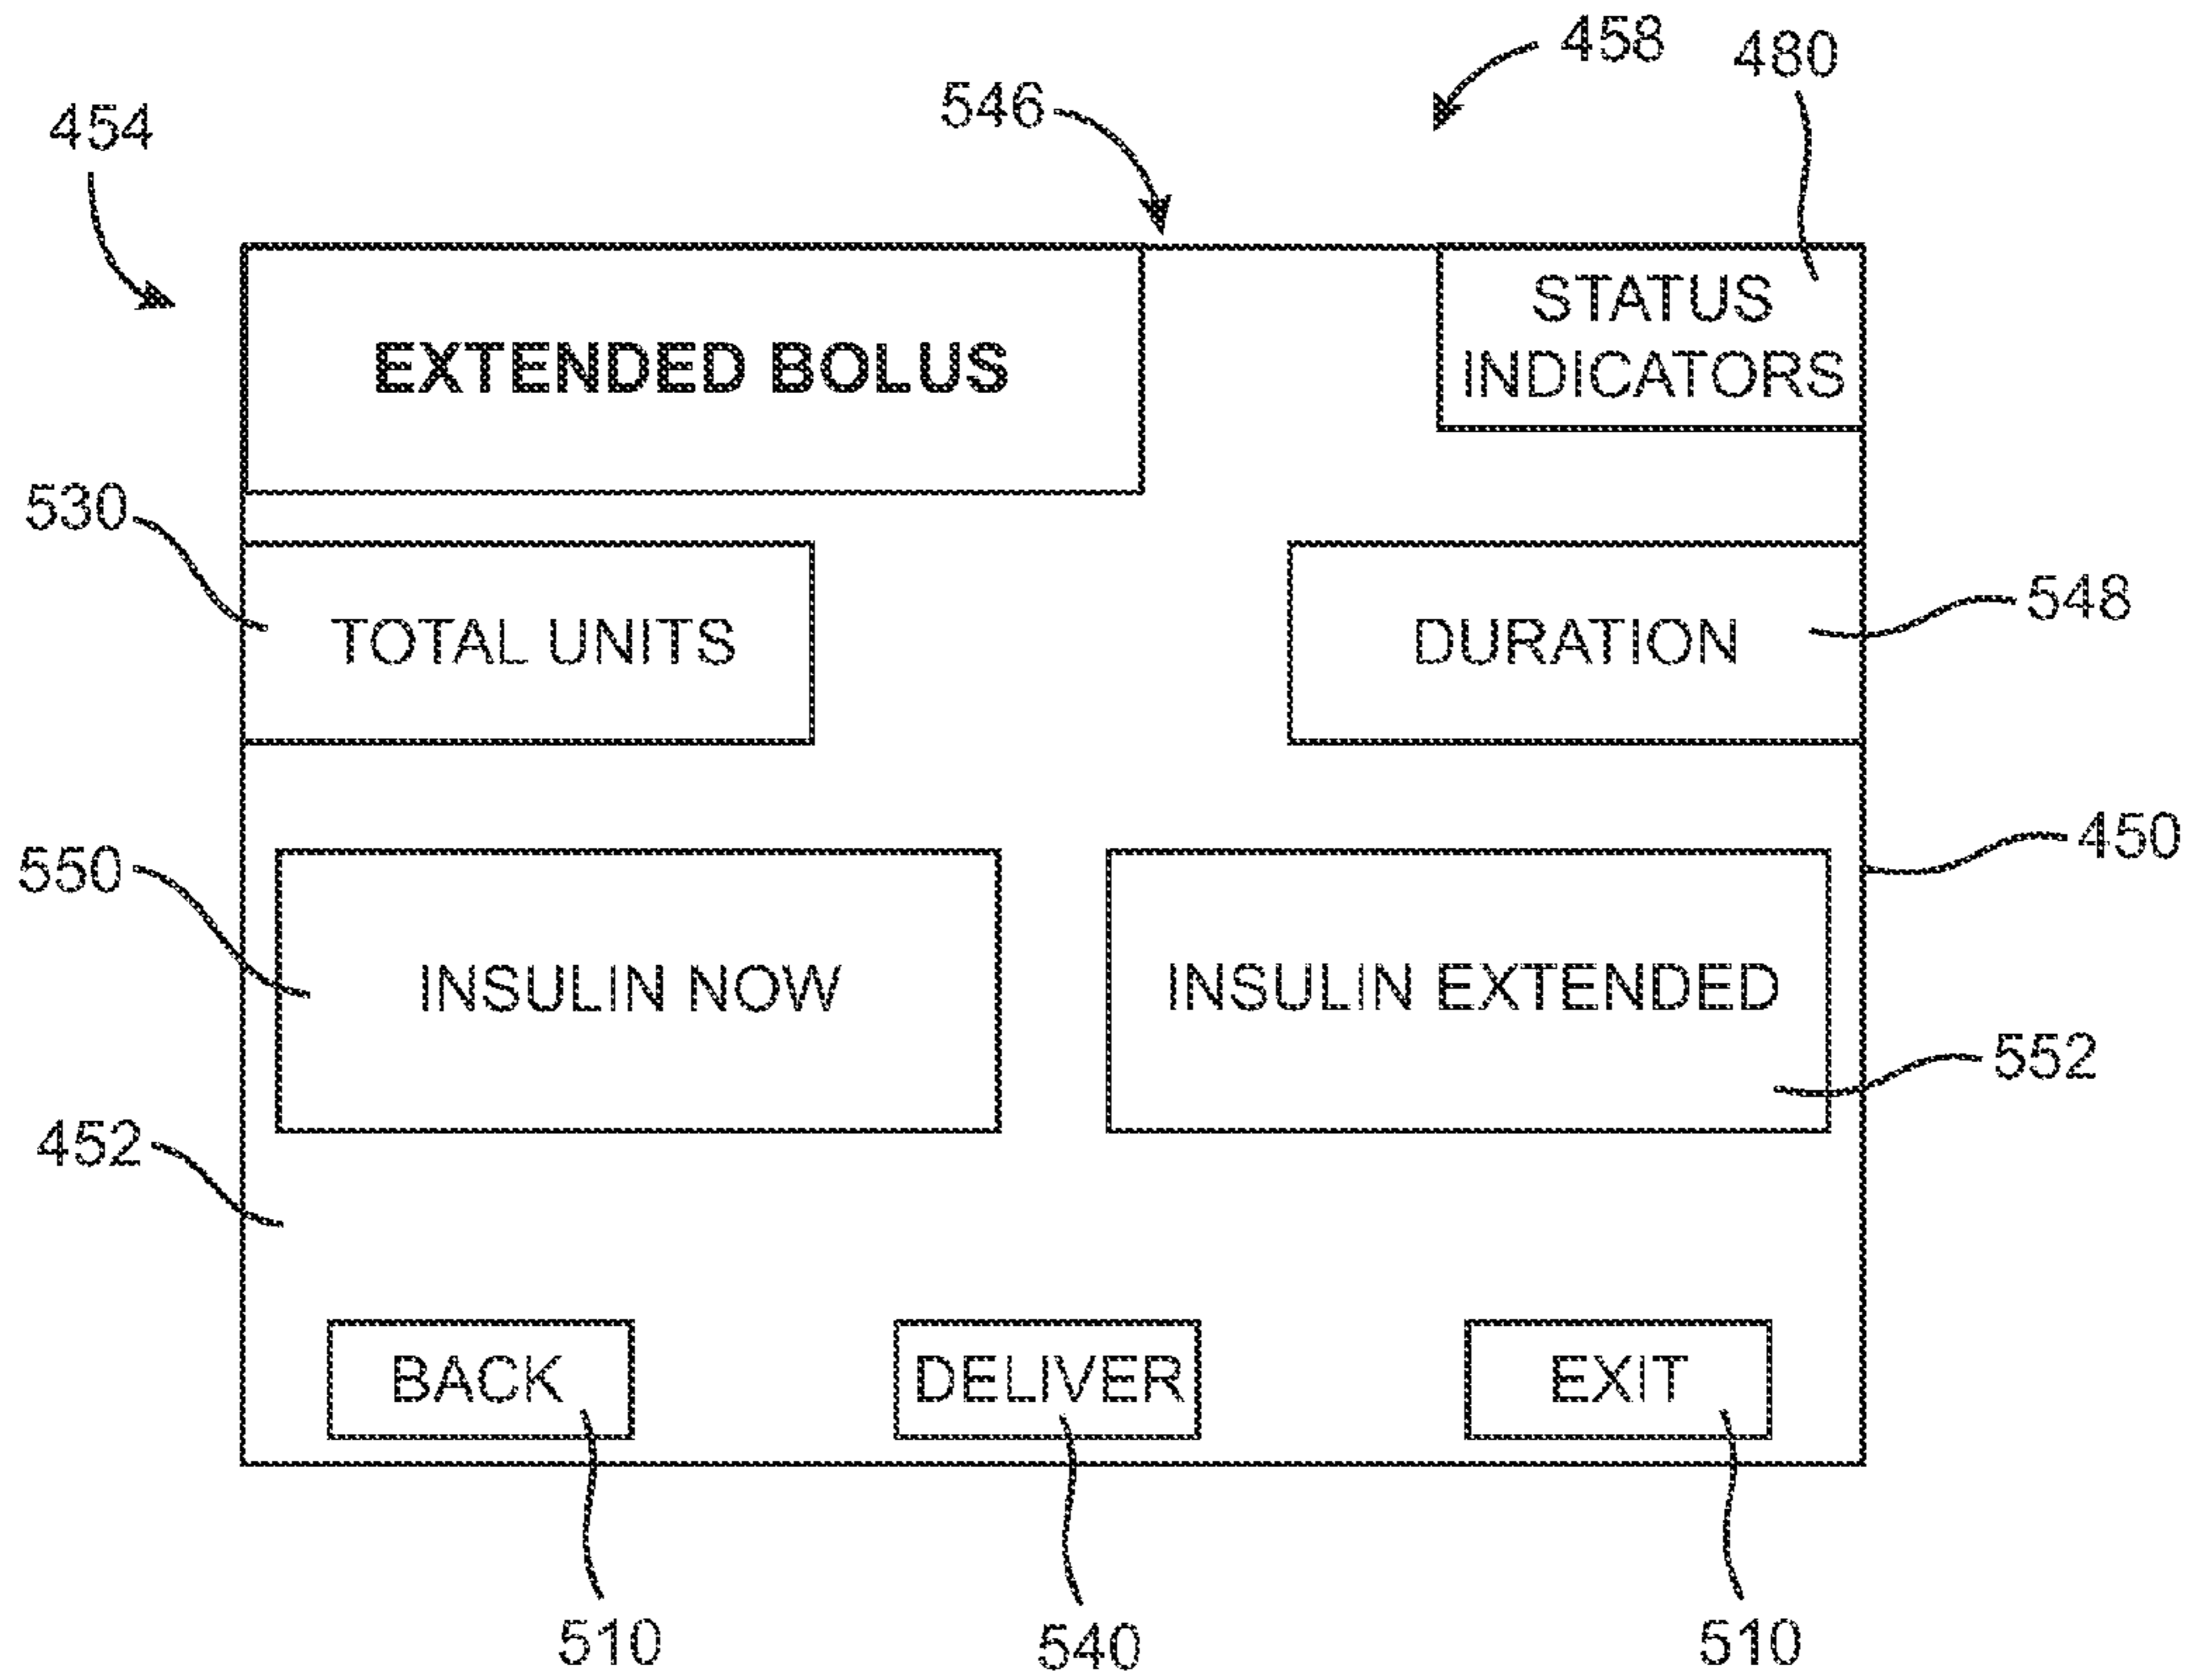 458
480
546
454
STATUS
INDICATORS
EXTENDED BOLUS
530
548
TOTAL UNITS
DURATION
450
550
INSULIN NOW
INSULIN EXTENDED
552
452
BACK
DELIVER
EXIT
510
540
510